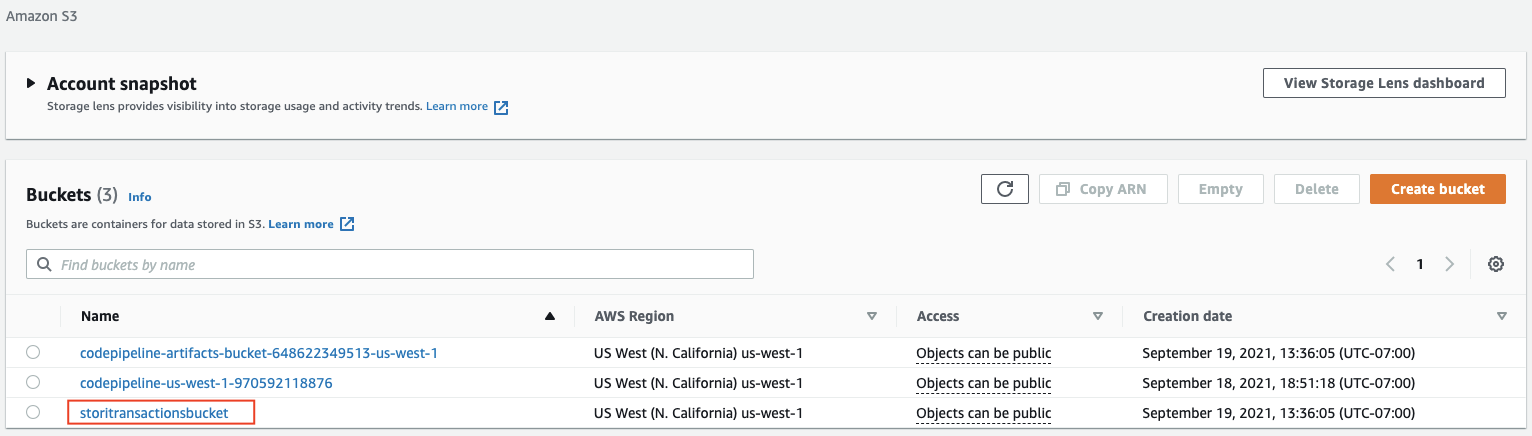 Amazon S3
Account snapshot
View Storage Lens dashboard
Storage lens provides visibility into storage usage and activity trends. Learn more
Buckets (3) Info
Copy ARN Empty Delete Create bucket
Buckets are containers for data stored in S3. Learn more
Find buckets by name
1
Name AWS Region Access Creation date
codepipeline-artifacts-bucket-648622349513-us-west-1 US West (N. California) us-west-1 Objects can be public September 19, 2021, 13:36:05 (UTC-07:00)
codepipeline-us-west-1-970592118876 US West (N. California) us-west-1 Objects can be public September 18, 2021, 18:51:18 (UTC-07:00)
storitransactionsbucket US West (N. California) us-west-1 Objects can be public September 19, 2021, 13:36:05 (UTC-07:00)